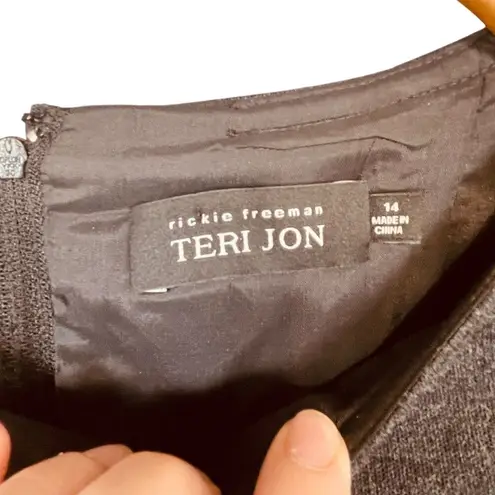 rickie freeman
TERI JON
14
MADE IN
CHINA